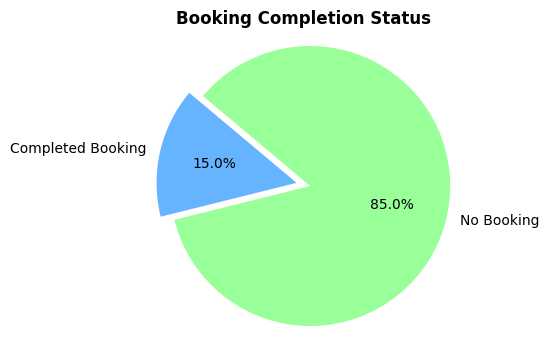 Booking Completion Status
Completed Booking
15.0%
85.0%
No Booking